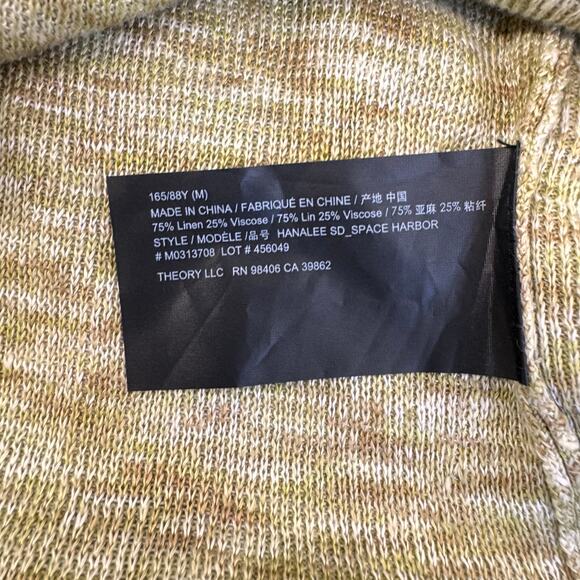 165/88Y (M)
MADE IN CHINA / FABRIQUÉ EN CHINE / 产地 中国
75% Linen 25% Viscose / 75% Lin 25% Viscose / 75% 亚麻 25% 粘纤
STYLE / MODÈLE /品号 HANALEE SD_SPACE HARBOR
# M0313708 LOT # 456049
THEORY LLC RN 98406 CA 39862